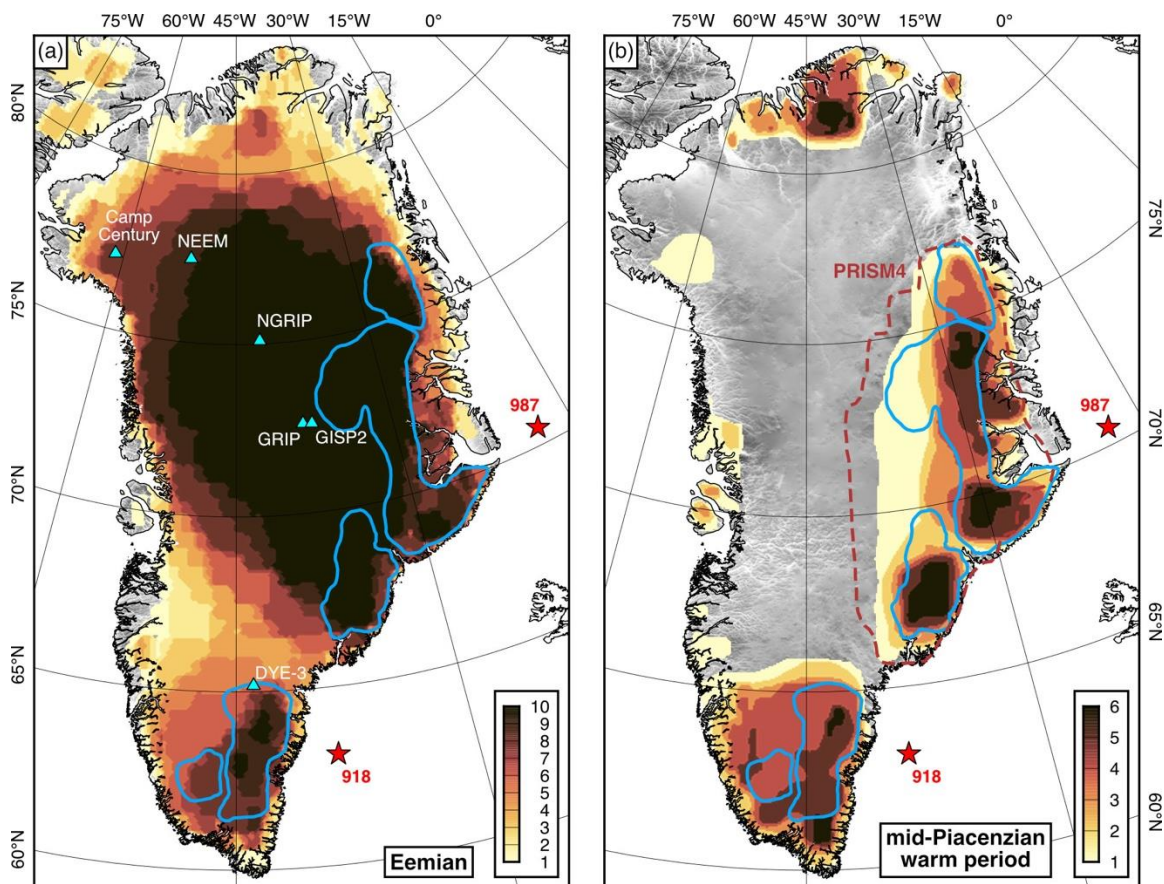 75°W 60°W 45°W 30°W 15°W 0°
75°W 60°W 45°W 30°W 15°W 0°
(a)
(b)
80°N
75°N
70°N
65°N
60°N
75°N
70°N
65°N
60°N
Camp
Century
NEEM
NGRIP
GRIP
GISP2
DYE-3
987
918
Eemian
10
9
8
7
6
5
4
3
2
1
PRISM4
987
918
mid-Piacenzian
warm period
6
5
4
3
2
1